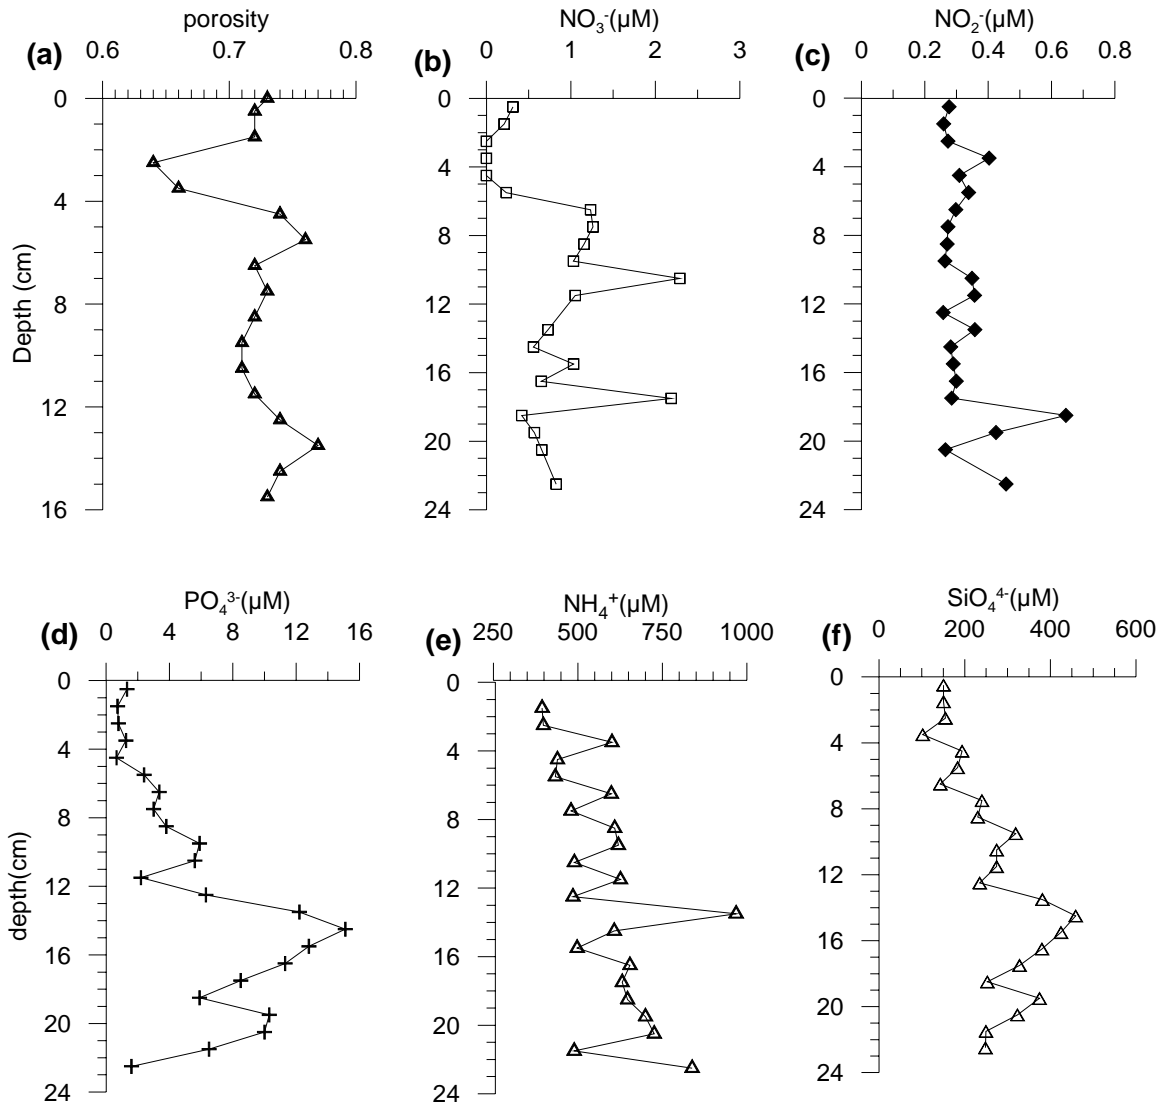 porosity
(a) 0.6 0.7 0.8
0
4
8
12
16
Depth (cm)
NO₃⁻(µM)
(b) 0 1 2 3
0
4
8
12
16
20
24
NO₂⁻(µM)
(c) 0 0.2 0.4 0.6 0.8
0
4
8
12
16
20
24
PO₄³⁻(µM)
(d) 0 4 8 12 16
0
4
8
12
16
20
24
depth(cm)
NH₄⁺(µM)
(e) 250 500 750 1000
0
4
8
12
16
20
24
SiO₄⁴⁻(µM)
(f) 0 200 400 600
0
4
8
12
16
20
24